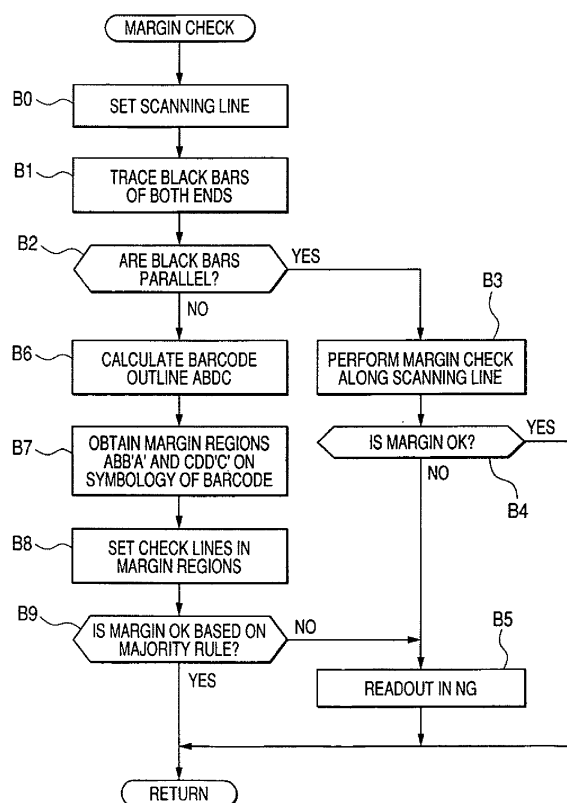 MARGIN CHECK
B0
SET SCANNING LINE
B1
TRACE BLACK BARS
OF BOTH ENDS
B2
ARE BLACK BARS
PARALLEL?
YES
NO
B3
PERFORM MARGIN CHECK
ALONG SCANNING LINE
B6
CALCULATE BARCODE
OUTLINE ABDC
IS MARGIN OK?
YES
NO
B4
B7
OBTAIN MARGIN REGIONS
ABB'A' AND CDD'C' ON
SYMBOLOGY OF BARCODE
B8
SET CHECK LINES IN
MARGIN REGIONS
B9
IS MARGIN OK BASED ON
MAJORITY RULE?
NO
YES
B5
READOUT IN NG
RETURN